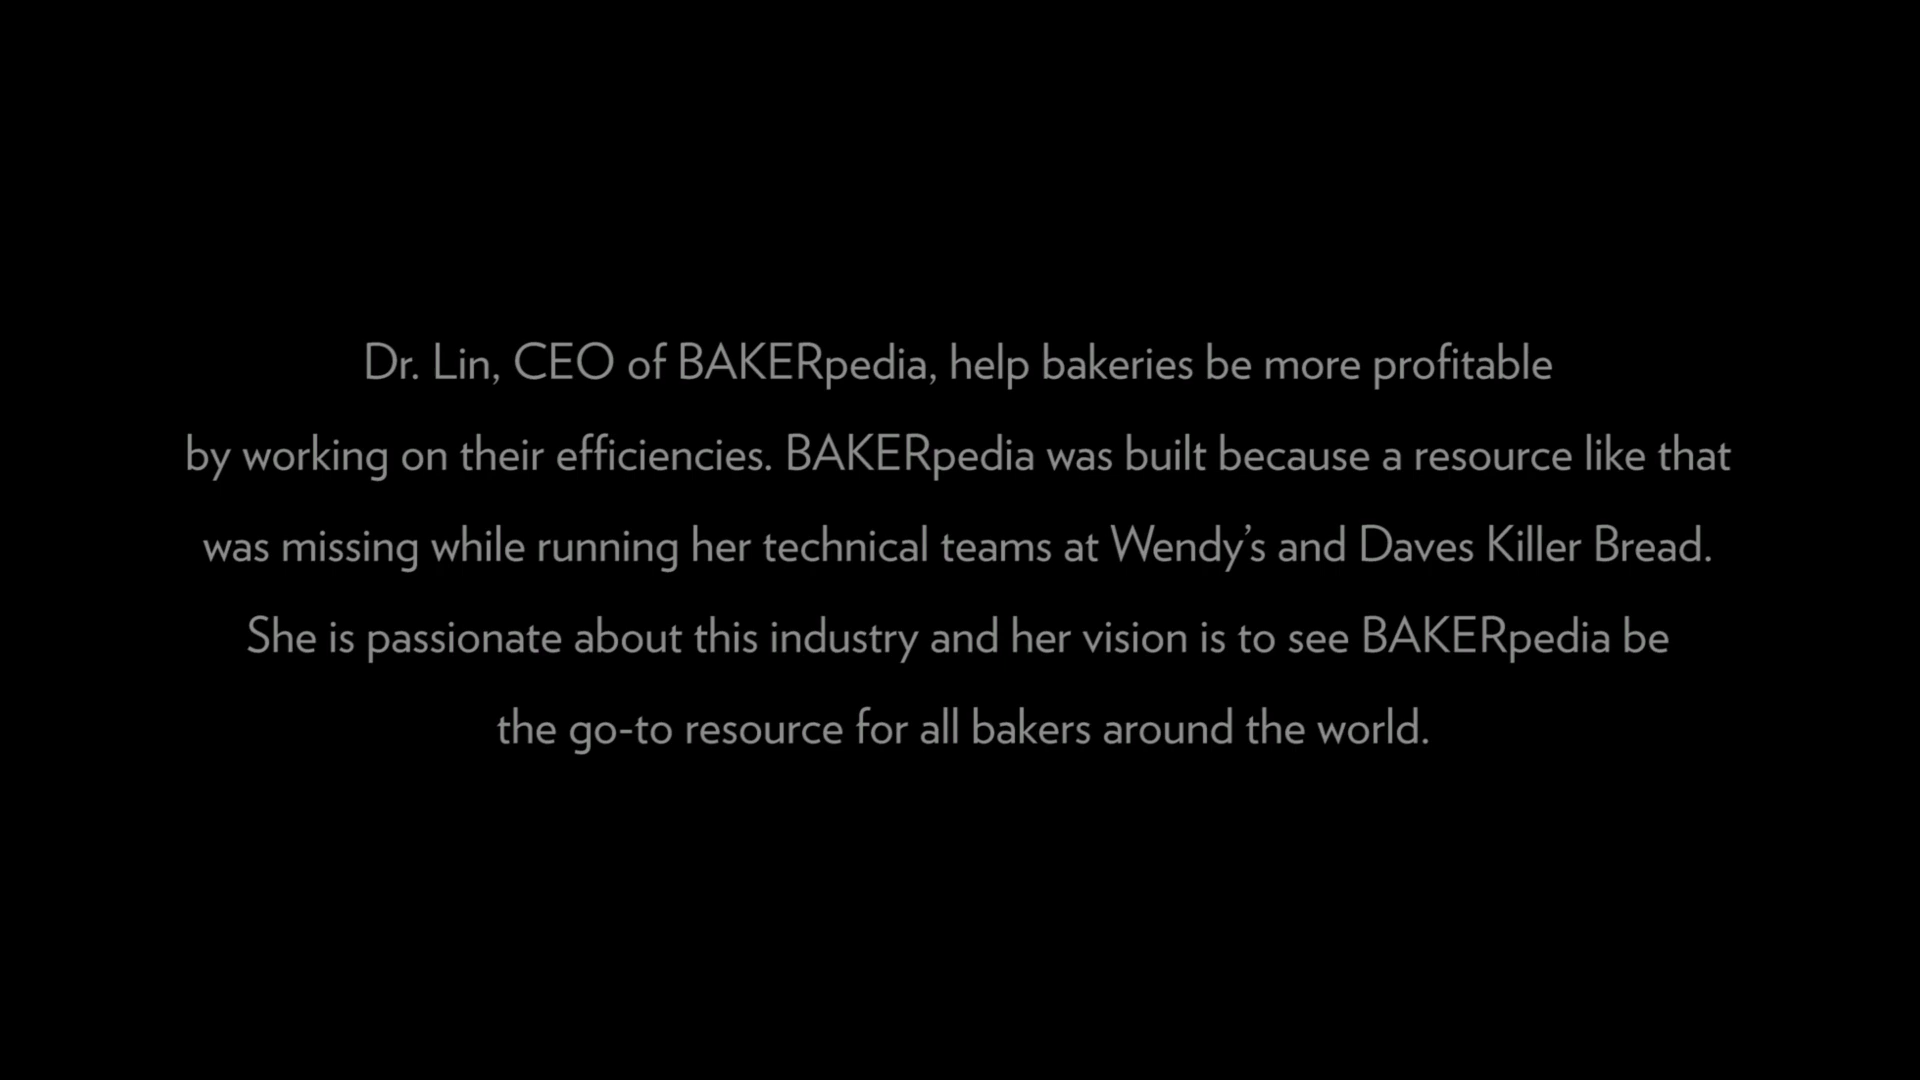 Dr. Lin, CEO of BAKERpedia, help bakeries be more profitable
by working on their efficiencies. BAKERpedia was built because a resource like that
was missing while running her technical teams at Wendy’s and Daves Killer Bread.
She is passionate about this industry and her vision is to see BAKERpedia be
the go-to resource for all bakers around the world.